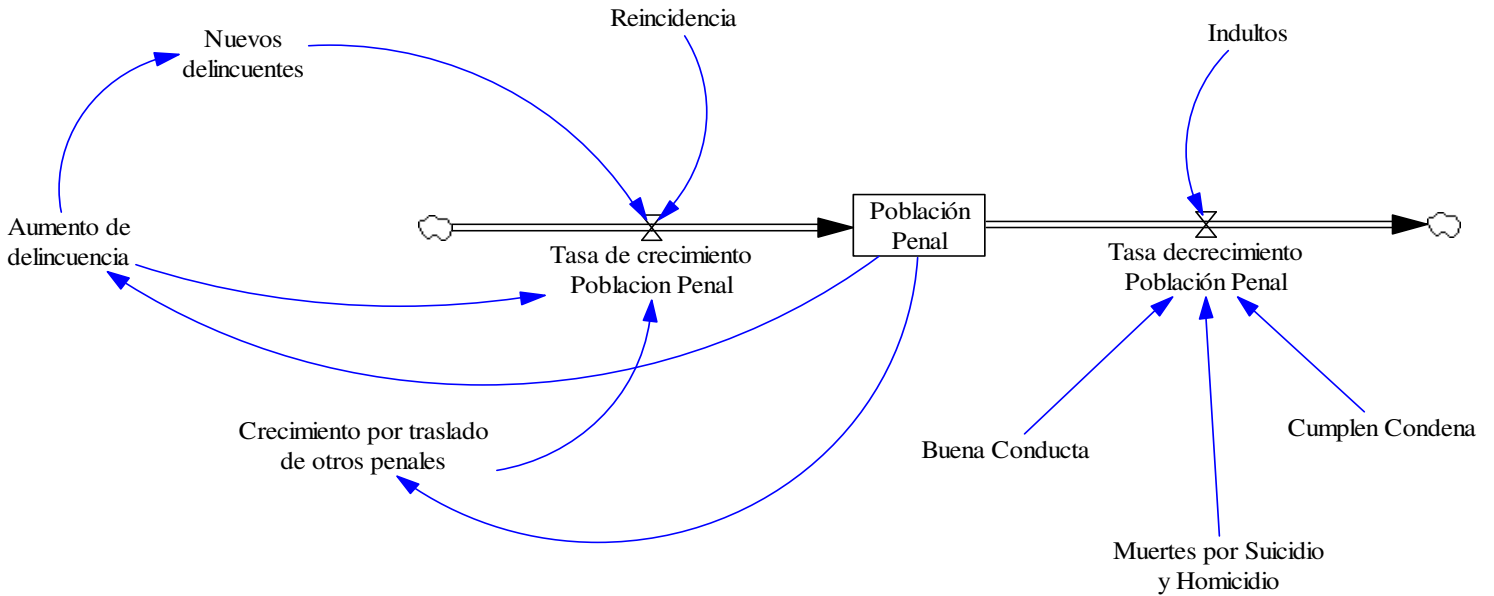 Reincidencia
Nuevos
delincuentes
Indultos
Aumento de
delincuencia
Población
Penal
Tasa de crecimiento
Poblacion Penal
Tasa decrecimiento
Población Penal
Crecimiento por traslado
de otros penales
Buena Conducta
Cumplen Condena
Muertes por Suicidio
y Homicidio